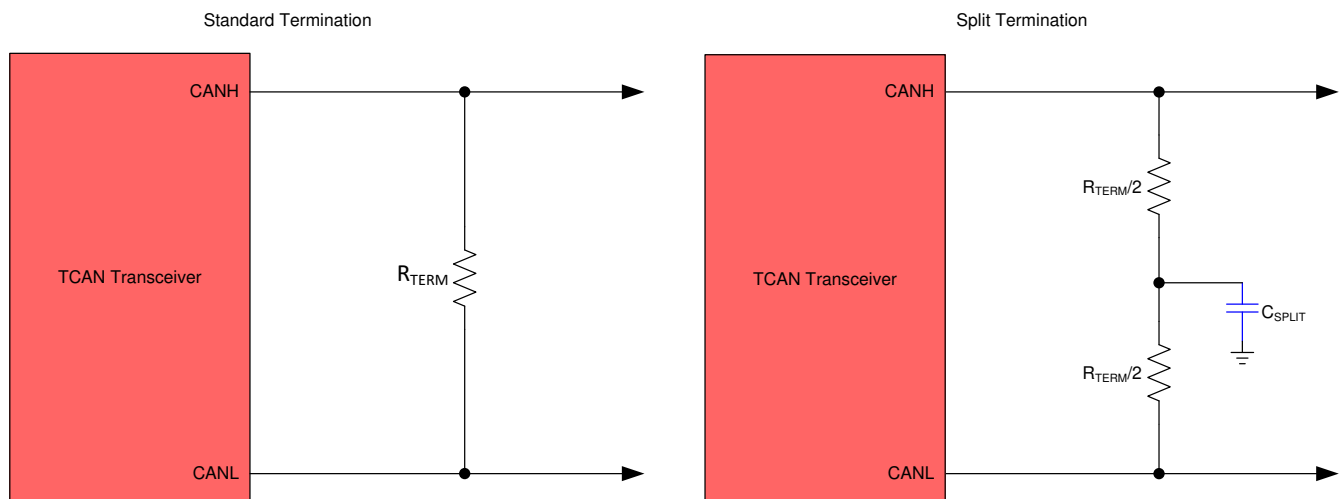 Standard Termination
CANH
TCAN Transceiver
RTERM
CANL
Split Termination
CANH
RTERM/2
TCAN Transceiver
CSPLIT
RTERM/2
CANL